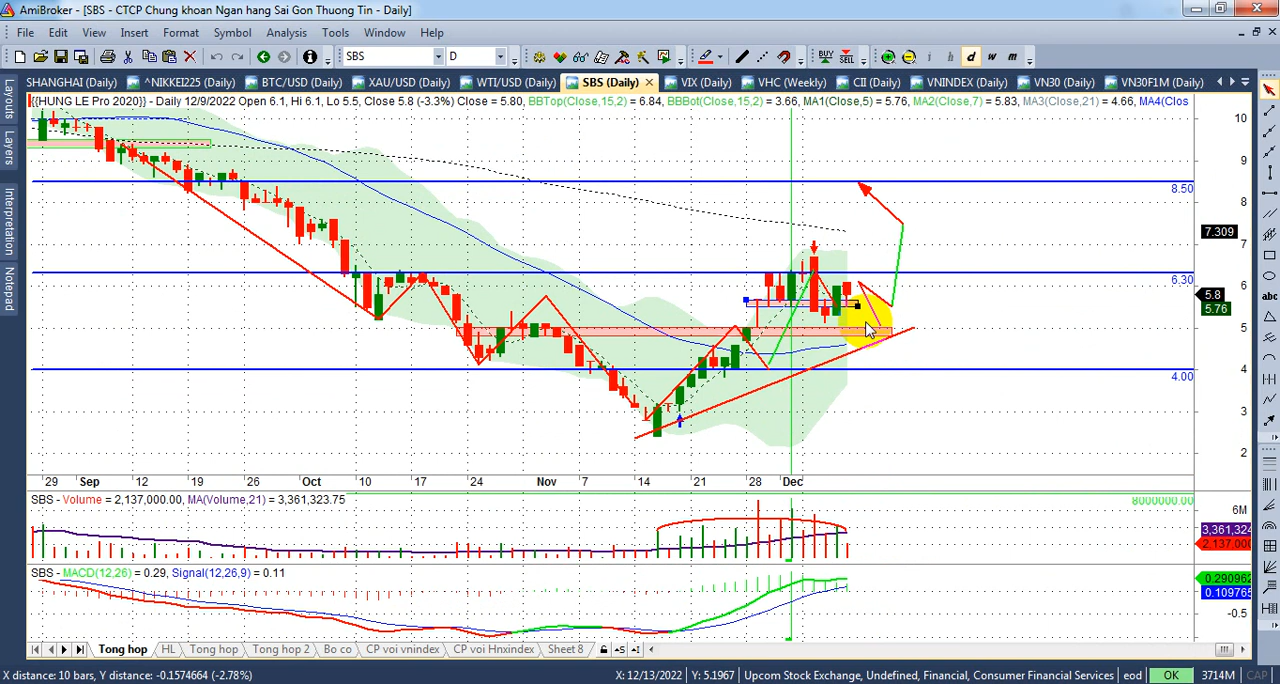 AmiBroker - [SBS - CTCP Chung khoan Ngan hang Sai Gon Thuong Tin - Daily]
File Edit View Insert Format Symbol Analysis Tools Window Help
SBS D BUY SELL i h d w m
SHANGHAI (Daily) ^NIKKEI225 (Daily) BTC/USD (Daily) XAU/USD (Daily) WTI/USD (Daily) SBS (Daily) VIX (Daily) VHC (Weekly) CII (Daily) VNINDEX (Daily) VN30 (Daily) VN30F1M (Daily)
Layouts
Layers
Interpretation
Notepad
{{HUNG LE Pro 2020}} - Daily 12/9/2022 Open 6.1, Hi 6.1, Lo 5.5, Close 5.8 (-3.3%) Close = 5.80, BBTop(Close,15,2) = 6.84, BBBot(Close,15,2) = 3.66, MA1(Close,5) = 5.76, MA2(Close,7) = 5.83, MA3(Close,21) = 4.66, MA4(Clos
10
9
8.50
8
7.309
7
6.30
6
5.8
5.76
5
4.00
4
3
2
29 Sep 12 19 26 Oct 10 17 24 Nov 7 14 21 28 Dec
SBS - Volume = 2,137,000.00, MA(Volume,21) = 3,361,323.75
8000000.00
6M
3,361,324
2,137,000
SBS - MACD(12,26) = 0.29, Signal(12,26,9) = 0.11
0.290962
0.109765
-0.5
abc
Tong hop HL Tong hop Tong hop 2 Bo co CP voi vnindex CP voi Hnxindex Sheet 8
X distance: 10 bars, Y distance: -0.1574664 (-2.78%) X: 12/13/2022 Y: 5.1967 Upcom Stock Exchange, Undefined, Financial, Consumer Financial Services eod OK 3714M CAP